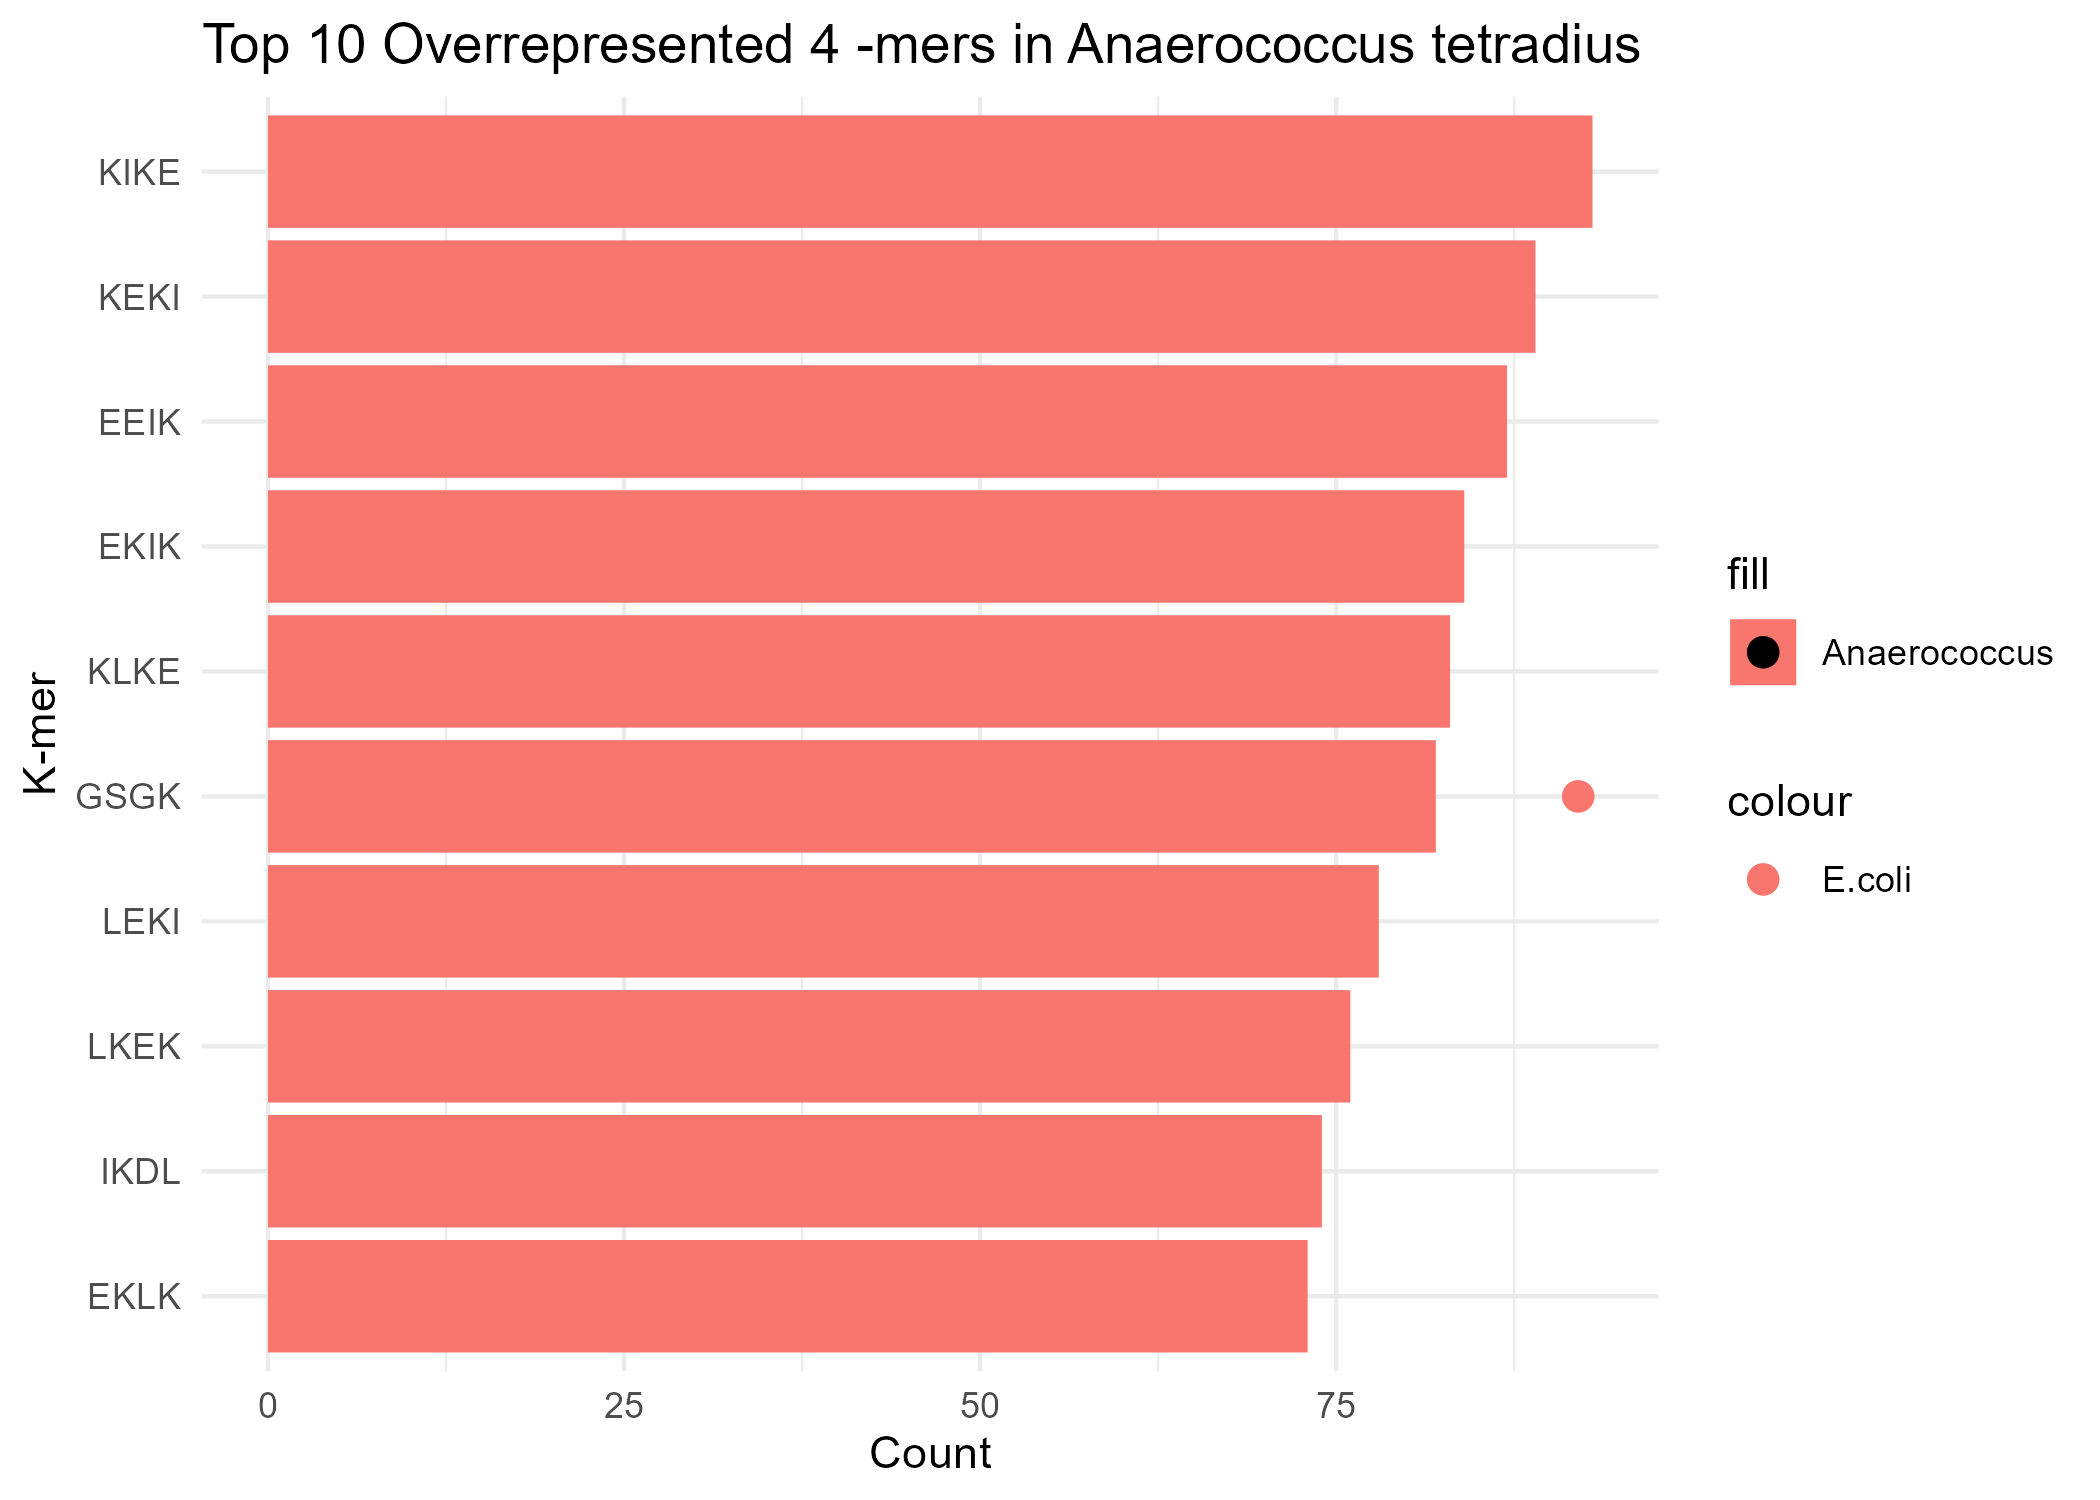 Top 10 Overrepresented 4 -mers in Anaerococcus tetradius
K-mer
KIKE
KEKI
EEIK
EKIK
KLKE
GSGK
LEKI
LKEK
IKDL
EKLK
0 25 50 75
Count
fill
Anaerococcus
colour
E.coli